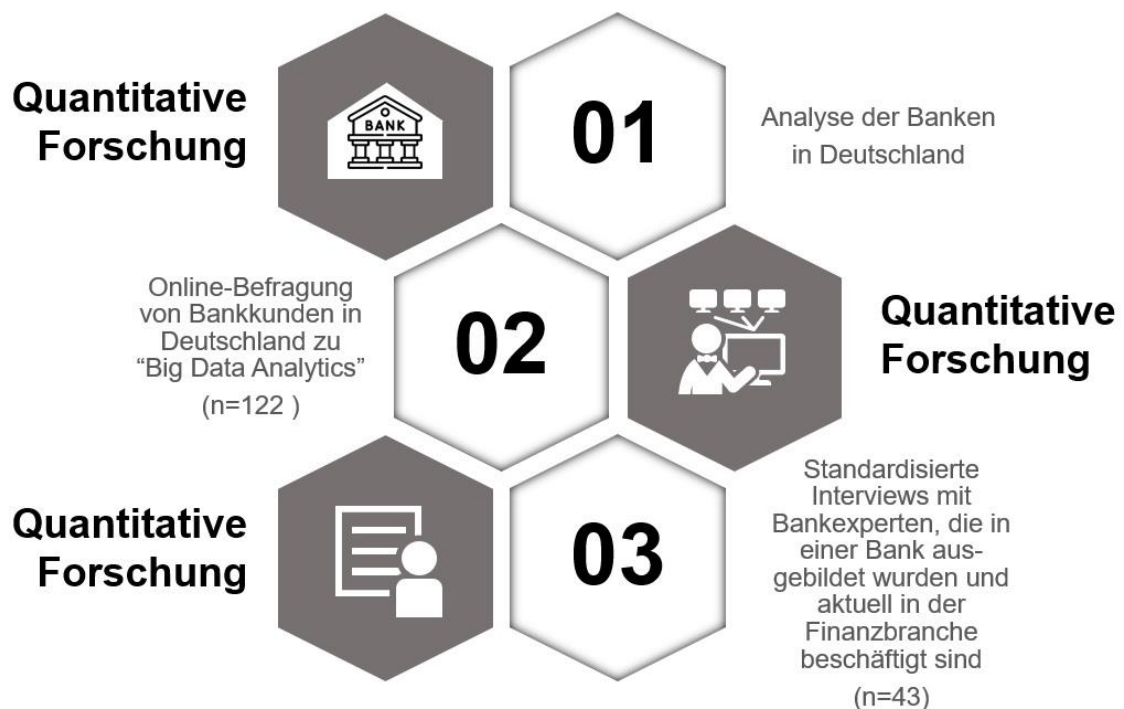 Quantitative
Forschung
BANK
01
Analyse der Banken
in Deutschland
Online-Befragung
von Bankkunden in
Deutschland zu
“Big Data Analytics”
(n=122 )
02
Quantitative
Forschung
Quantitative
Forschung
03
Standardisierte
Interviews mit
Bankexperten, die in
einer Bank aus-
gebildet wurden und
aktuell in der
Finanzbranche
beschäftigt sind
(n=43)